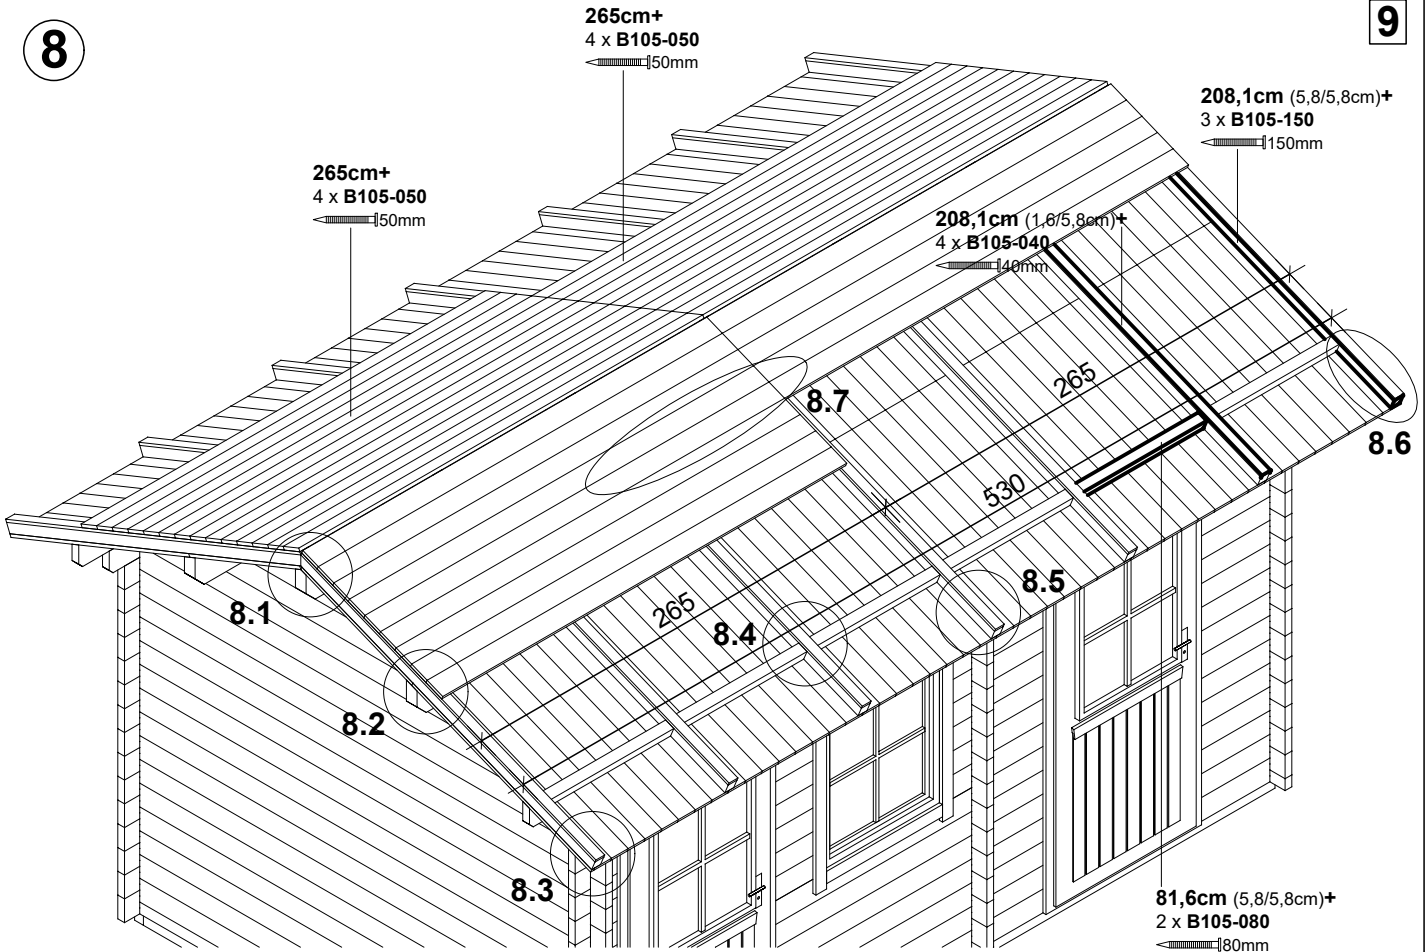 8
9
265cm+
4 x B105-050
50mm
208,1cm (5,8/5,8cm)+
3 x B105-150
150mm
265cm+
4 x B105-050
50mm
208,1cm (1,6/5,8cm)+
4 x B105-040
40mm
265
8.7
8.6
530
8.5
265
8.4
8.1
8.2
8.3
81,6cm (5,8/5,8cm)+
2 x B105-080
80mm